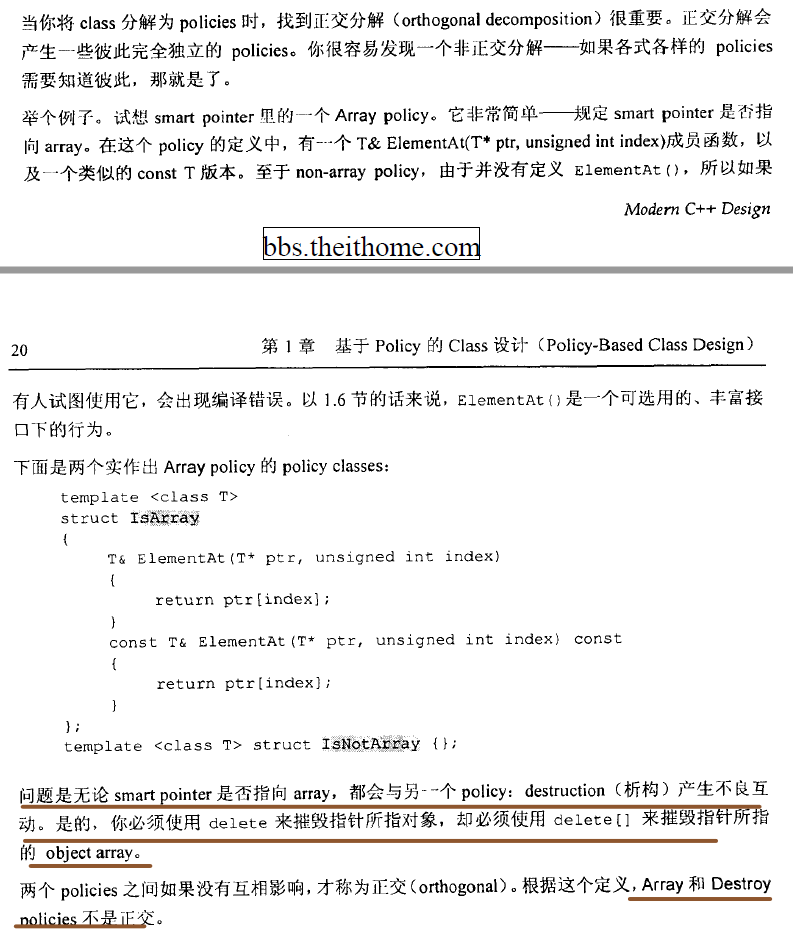 当你将 class 分解为 policies 时，找到正交分解（orthogonal decomposition）很重要。正交分解会
产生一些彼此完全独立的 policies。你很容易发现一个非正交分解——如果各式各样的 policies
需要知道彼此，那就是了。
举个例子。试想 smart pointer 里的一个 Array policy。它非常简单——规定 smart pointer 是否指
向 array。在这个 policy 的定义中，有一个 T& ElementAt(T* ptr, unsigned int index)成员函数，以
及一个类似的 const T 版本。至于 non-array policy，由于并没有定义 ElementAt()，所以如果
Modern C++ Design
bbs.theithome.com
20 第 1 章 基于 Policy 的 Class 设计（Policy-Based Class Design）
有人试图使用它，会出现编译错误。以 1.6 节的话来说，ElementAt()是一个可选用的、丰富接
口下的行为。
下面是两个实作出 Array policy 的 policy classes：
template <class T>
struct IsArray
{
T& ElementAt(T* ptr, unsigned int index)
{
return ptr[index];
}
const T& ElementAt(T* ptr, unsigned int index) const
{
return ptr[index];
}
};
template <class T> struct IsNotArray {};
问题是无论 smart pointer 是否指向 array，都会与另一个 policy：destruction（析构）产生不良互
动。是的，你必须使用 delete 来摧毁指针所指对象，却必须使用 delete[] 来摧毁指针所指
的 object array。
两个 policies 之间如果没有互相影响，才称为正交（orthogonal）。根据这个定义，Array 和 Destroy
policies 不是正交。